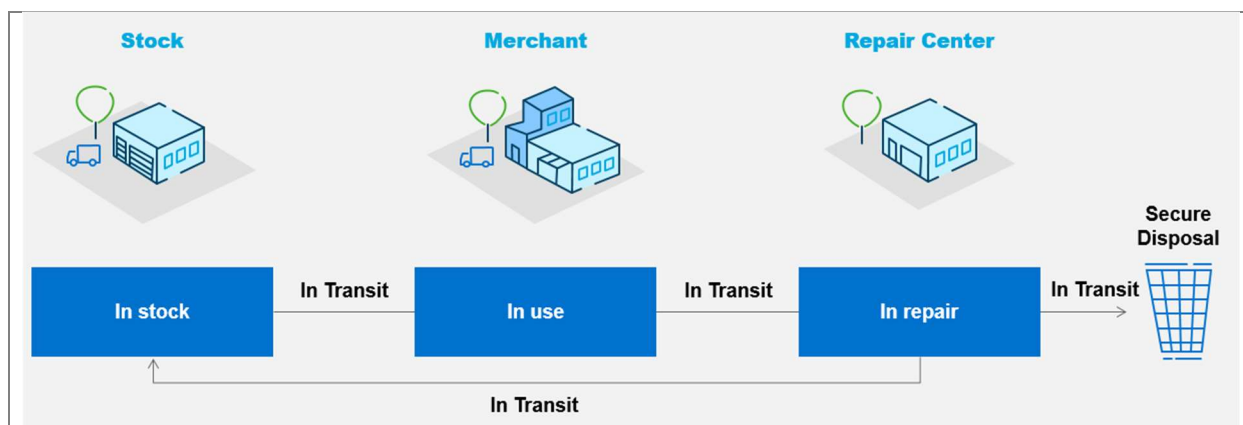 Stock
Merchant
Repair Center
Secure
Disposal
In stock
In Transit
In use
In Transit
In repair
In Transit
In Transit